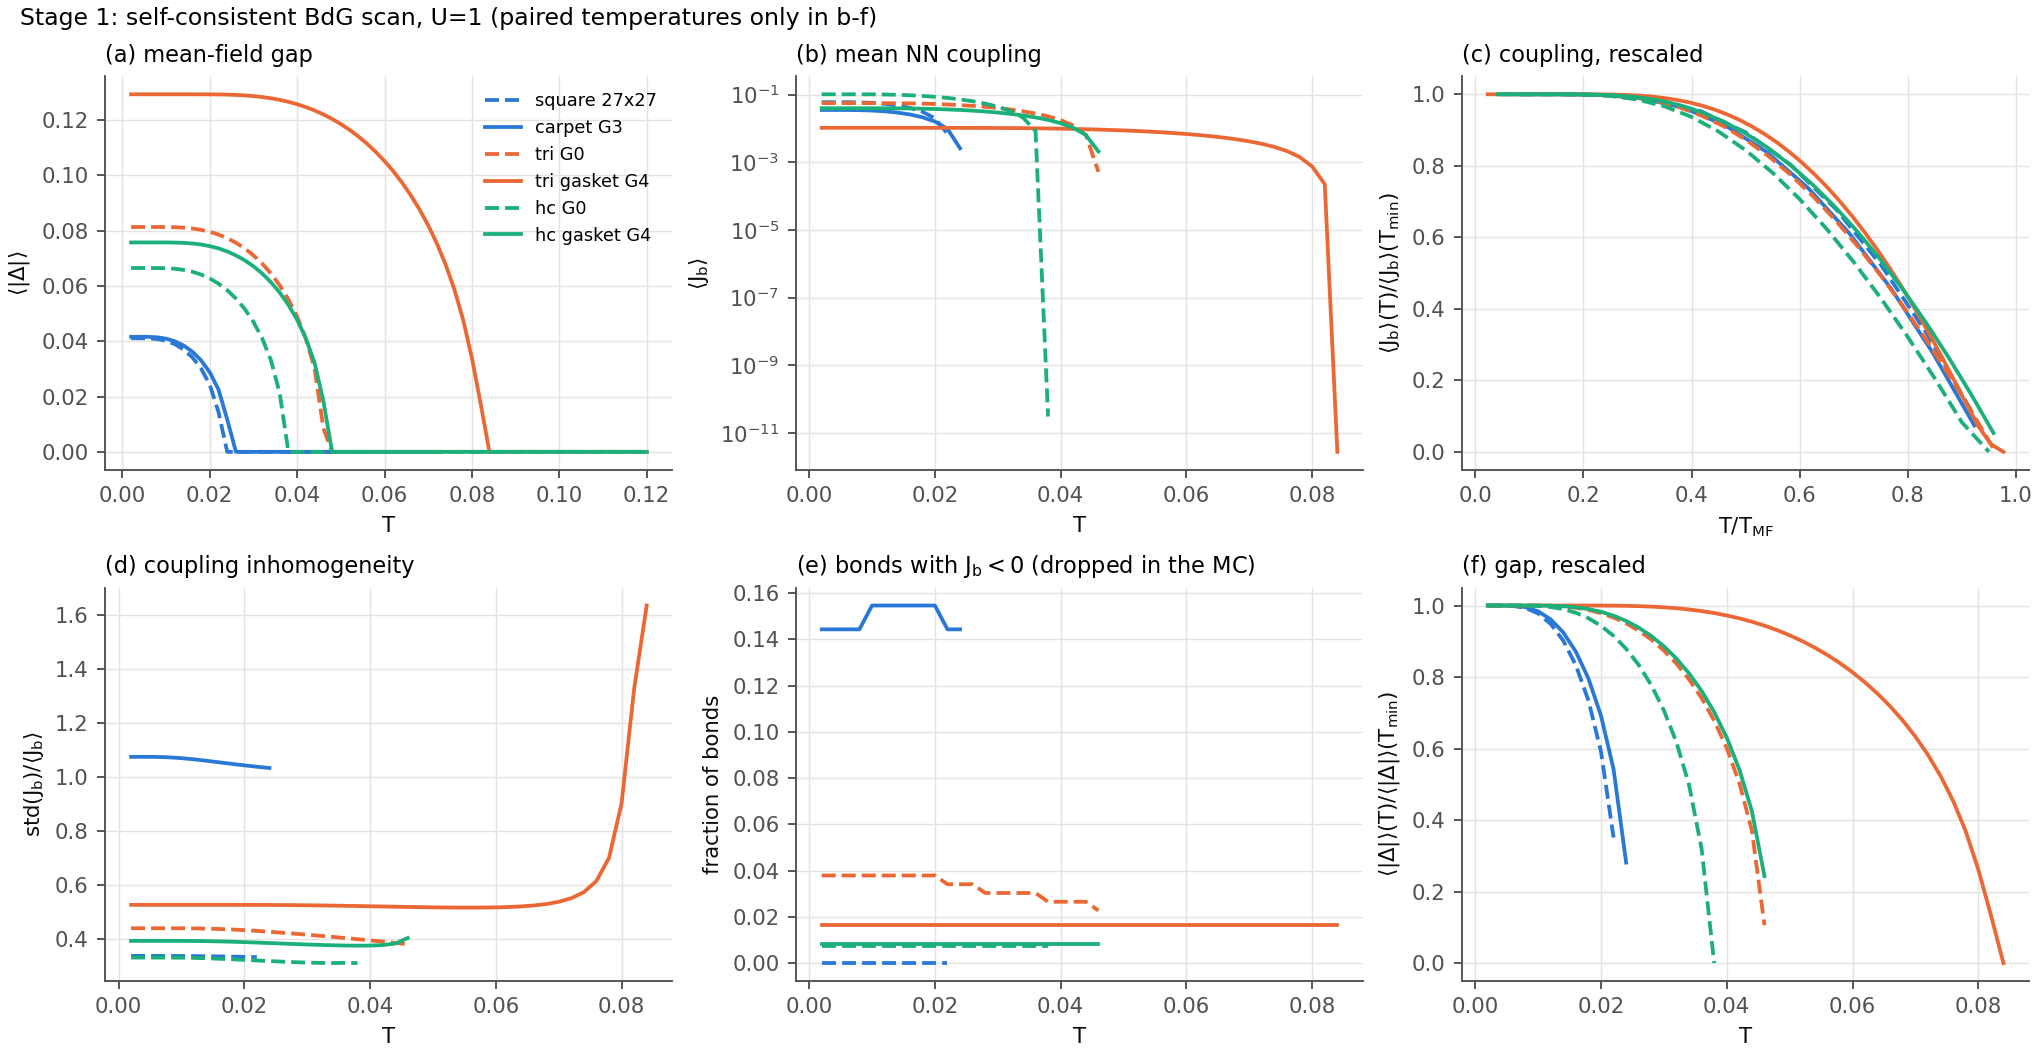 Stage 1: self-consistent BdG scan, U=1 (paired temperatures only in b-f)
(a) mean-field gap
⟨|Δ|⟩
0.12
0.10
0.08
0.06
0.04
0.02
0.00
0.00 0.02 0.04 0.06 0.08 0.10 0.12
T
square 27x27
carpet G3
tri G0
tri gasket G4
hc G0
hc gasket G4
(b) mean NN coupling
⟨J_b⟩
10^−1
10^−3
10^−5
10^−7
10^−9
10^−11
0.00 0.02 0.04 0.06 0.08
T
(c) coupling, rescaled
⟨J_b⟩(T)/⟨J_b⟩(T_min)
1.0
0.8
0.6
0.4
0.2
0.0
0.0 0.2 0.4 0.6 0.8 1.0
T/T_MF
(d) coupling inhomogeneity
std(J_b)/⟨J_b⟩
1.6
1.4
1.2
1.0
0.8
0.6
0.4
0.00 0.02 0.04 0.06 0.08
T
(e) bonds with J_b < 0 (dropped in the MC)
fraction of bonds
0.16
0.14
0.12
0.10
0.08
0.06
0.04
0.02
0.00
0.00 0.02 0.04 0.06 0.08
T
(f) gap, rescaled
⟨|Δ|⟩(T)/⟨|Δ|⟩(T_min)
1.0
0.8
0.6
0.4
0.2
0.0
0.00 0.02 0.04 0.06 0.08
T